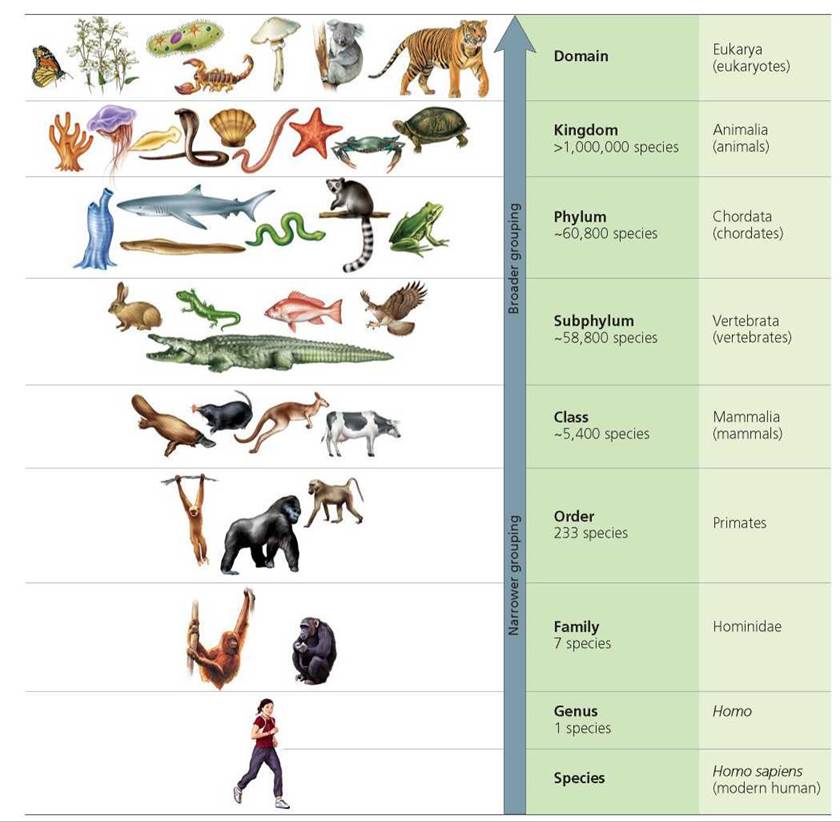 Domain
Eukarya
(eukaryotes)
Kingdom
>1,000,000 species
Animalia
(animals)
Broader grouping
Phylum
~60,800 species
Chordata
(chordates)
Subphylum
~58,800 species
Vertebrata
(vertebrates)
Class
~5,400 species
Mammalia
(mammals)
Narrower grouping
Order
233 species
Primates
Family
7 species
Hominidae
Genus
1 species
Homo
Species
Homo sapiens
(modern human)